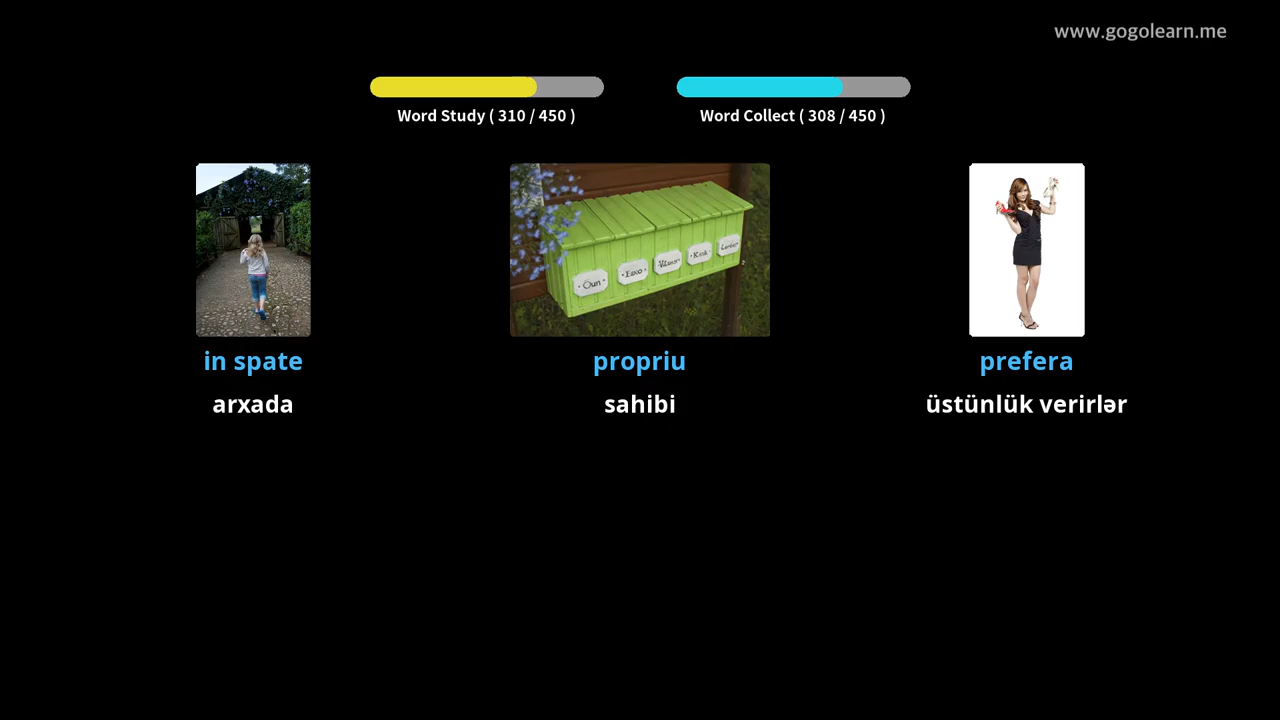 www.gogolearn.me
Word Study ( 310 / 450 )
Word Collect ( 308 / 450 )
in spate
propriu
prefera
arxada
sahibi
üstünlük verirlər